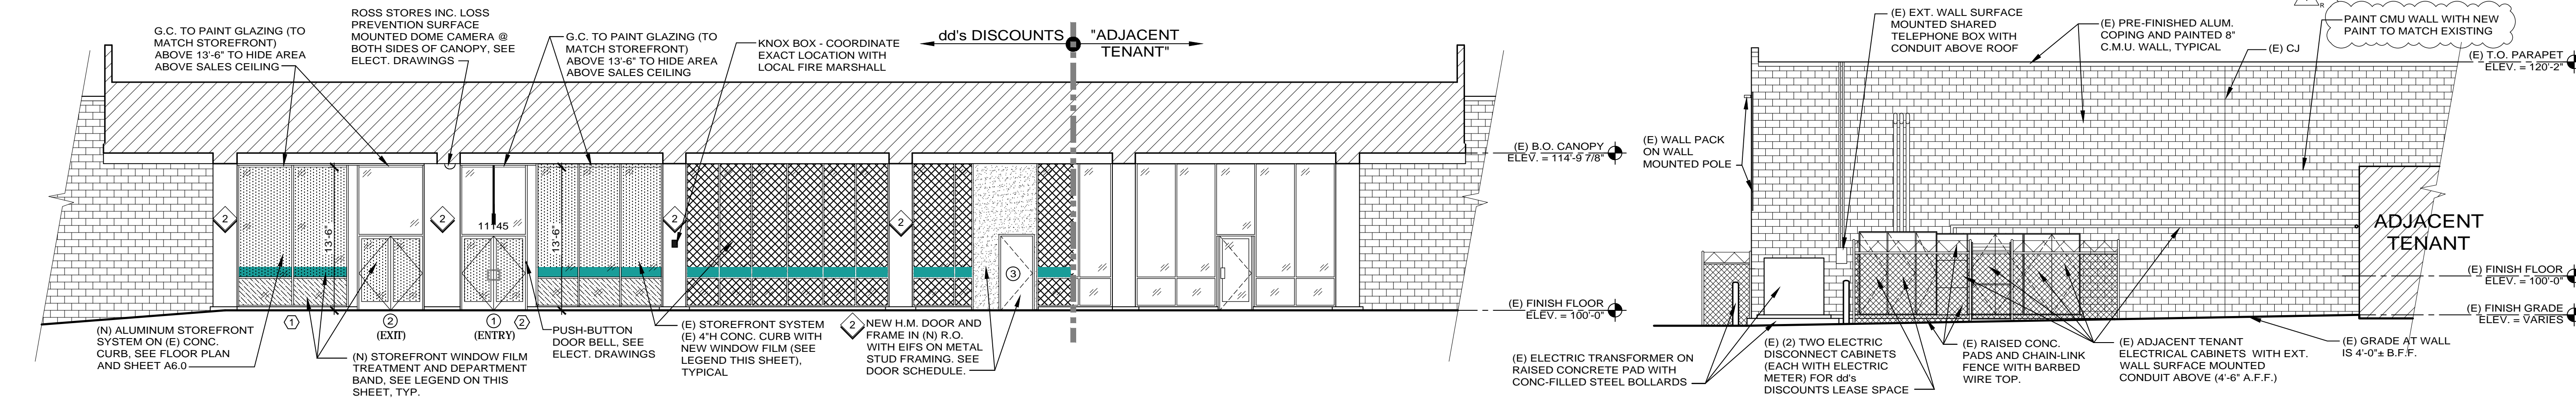 G.C. TO PAINT GLAZING (TO
MATCH STOREFRONT)
ABOVE 13'-6" TO HIDE AREA
ABOVE SALES CEILING
ROSS STORES INC. LOSS
PREVENTION SURFACE
MOUNTED DOME CAMERA @
BOTH SIDES OF CANOPY, SEE
ELECT. DRAWINGS
G.C. TO PAINT GLAZING (TO
MATCH STOREFRONT)
ABOVE 13'-6" TO HIDE AREA
ABOVE SALES CEILING
KNOX BOX - COORDINATE
EXACT LOCATION WITH
LOCAL FIRE MARSHALL
dd's DISCOUNTS
"ADJACENT
TENANT"
(E) B.O. CANOPY
ELEV. = 114'-9 7/8"
2
13'-6"
2
11145
13'-6"
2
2
3
(E) FINISH FLOOR
ELEV. = 100'-0"
1
2
(EXIT)
1
(ENTRY)
2
(N) ALUMINUM STOREFRONT
SYSTEM ON (E) CONC.
CURB, SEE FLOOR PLAN
AND SHEET A6.0
(N) STOREFRONT WINDOW FILM
TREATMENT AND DEPARTMENT
BAND, SEE LEGEND ON THIS
SHEET, TYP.
PUSH-BUTTON
DOOR BELL, SEE
ELECT. DRAWINGS
(E) STOREFRONT SYSTEM
(E) 4"H CONC. CURB WITH
NEW WINDOW FILM (SEE
LEGEND THIS SHEET),
TYPICAL
2
NEW H.M. DOOR AND
FRAME IN (N) R.O.
WITH EIFS ON METAL
STUD FRAMING. SEE
DOOR SCHEDULE.
(E) EXT. WALL SURFACE
MOUNTED SHARED
TELEPHONE BOX WITH
CONDUIT ABOVE ROOF
(E) PRE-FINISHED ALUM.
COPING AND PAINTED 8"
C.M.U. WALL, TYPICAL
(E) CJ
R
PAINT CMU WALL WITH NEW
PAINT TO MATCH EXISTING
(E) T.O. PARAPET
ELEV. = 120'-2"
(E) WALL PACK
ON WALL
MOUNTED POLE
ADJACENT
TENANT
(E) FINISH FLOOR
ELEV. = 100'-0"
(E) FINISH GRADE
ELEV. = VARIES
(E) ELECTRIC TRANSFORMER ON
RAISED CONCRETE PAD WITH
CONC-FILLED STEEL BOLLARDS
(E) (2) TWO ELECTRIC
DISCONNECT CABINETS
(EACH WITH ELECTRIC
METER) FOR dd's
DISCOUNTS LEASE SPACE
(E) RAISED CONC.
PADS AND CHAIN-LINK
FENCE WITH BARBED
WIRE TOP.
(E) ADJACENT TENANT
ELECTRICAL CABINETS WITH EXT.
WALL SURFACE MOUNTED
CONDUIT ABOVE (4'-6" A.F.F.)
(E) GRADE AT WALL
IS 4'-0"± B.F.F.